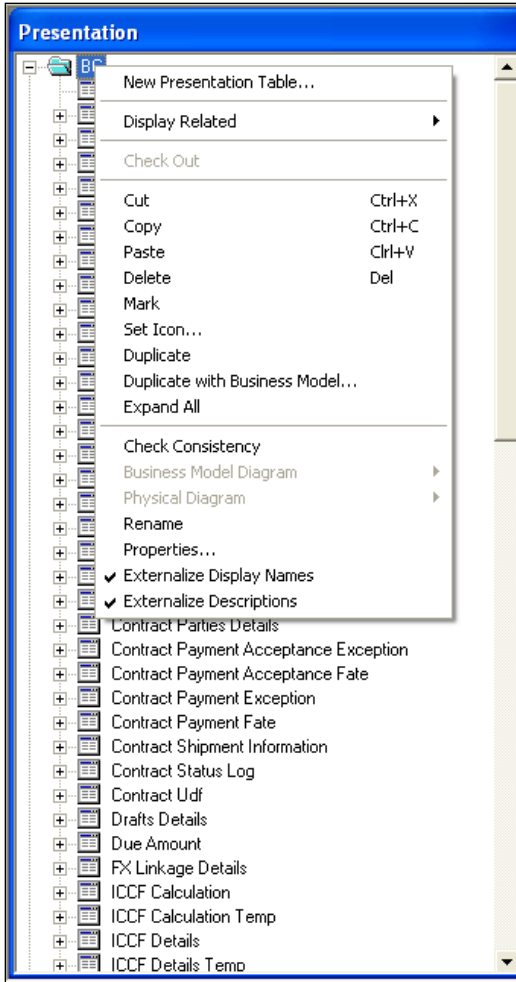 Presentation
BC
New Presentation Table...
Display Related
Check Out
Cut Ctrl+X
Copy Ctrl+C
Paste Clrl+V
Delete Del
Mark
Set Icon...
Duplicate
Duplicate with Business Model...
Expand All
Check Consistency
Business Model Diagram
Physical Diagram
Rename
Properties...
Externalize Display Names
Externalize Descriptions
Contract Parties Details
Contract Payment Acceptance Exception
Contract Payment Acceptance Fate
Contract Payment Exception
Contract Payment Fate
Contract Shipment Information
Contract Status Log
Contract Udf
Drafts Details
Due Amount
FX Linkage Details
ICCF Calculation
ICCF Calculation Temp
ICCF Details
ICCF Details Temp